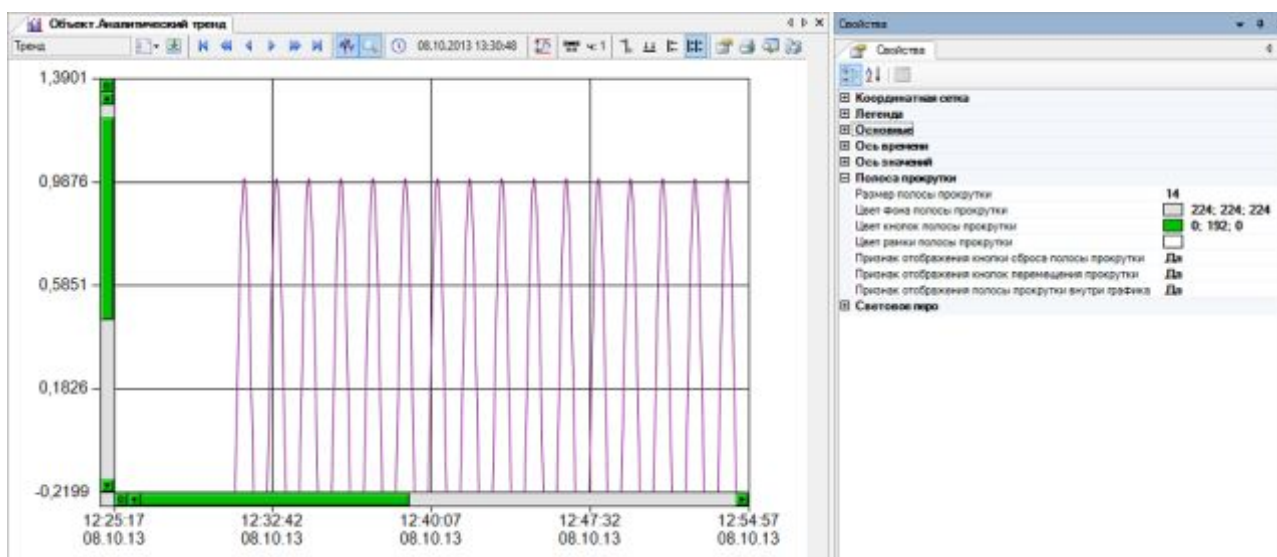 Объект.Аналитический тренд
Тренд
08.10.2013 13:30:48
ч:1
1,3901
0,9876
0,5851
0,1826
-0,2199
12:25:17 12:32:42 12:40:07 12:47:32 12:54:57
08.10.13 08.10.13 08.10.13 08.10.13 08.10.13
Свойства
Свойства
Координатная сетка
Легенда
Основные
Ось времени
Ось значений
Полоса прокрутки
Размер полосы прокрутки 14
Цвет фона полосы прокрутки 224; 224; 224
Цвет кнопок полосы прокрутки 0; 192; 0
Цвет рамки полосы прокрутки
Признак отображения кнопки сброса полосы прокрутки Да
Признак отображения кнопок перемещения прокрутки Да
Признак отображения полосы прокрутки внутри графика Да
Световое перо